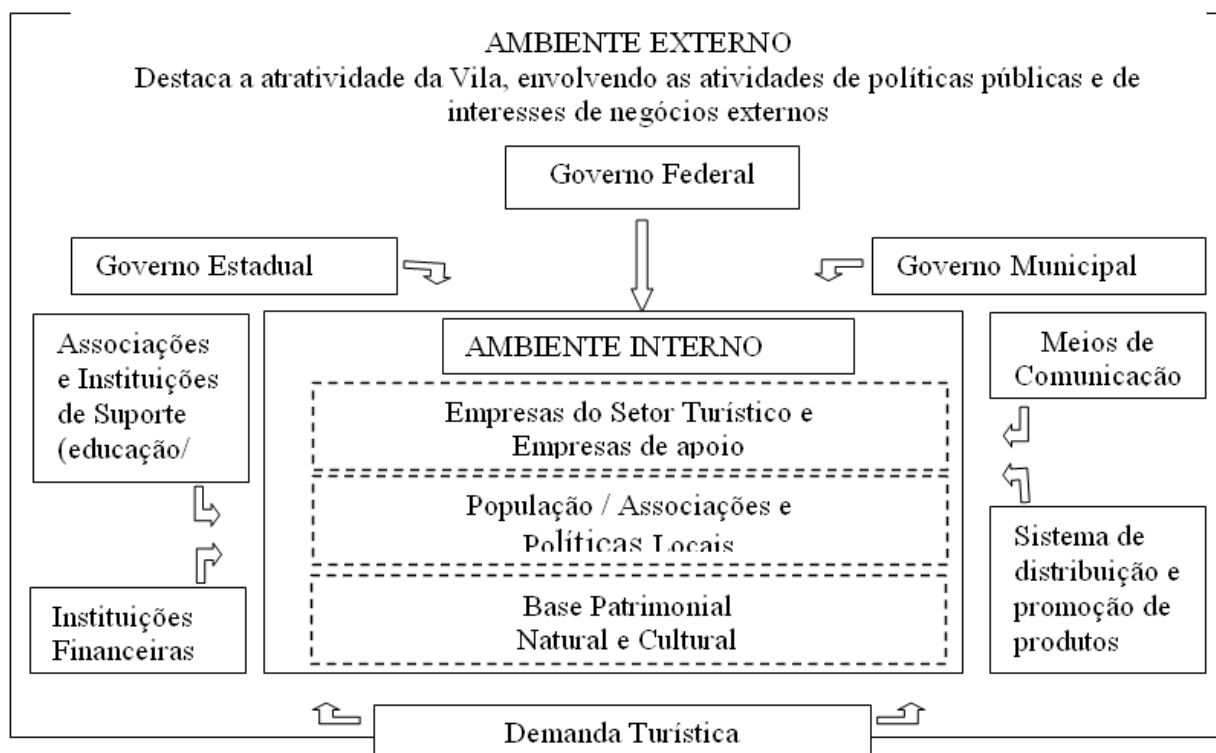 AMBIENTE EXTERNO
Destaca a atratividade da Vila, envolvendo as atividades de políticas públicas e de
interesses de negócios externos
Governo Federal
Governo Estadual
Governo Municipal
Associações
e Instituições
de Suporte
(educação/
AMBIENTE INTERNO
Meios de
Comunicação
Empresas do Setor Turístico e
Empresas de apoio
População / Associações e
Políticas Locais
Base Patrimonial
Natural e Cultural
Instituições
Financeiras
Sistema de
distribuição e
promoção de
produtos
Demanda Turística